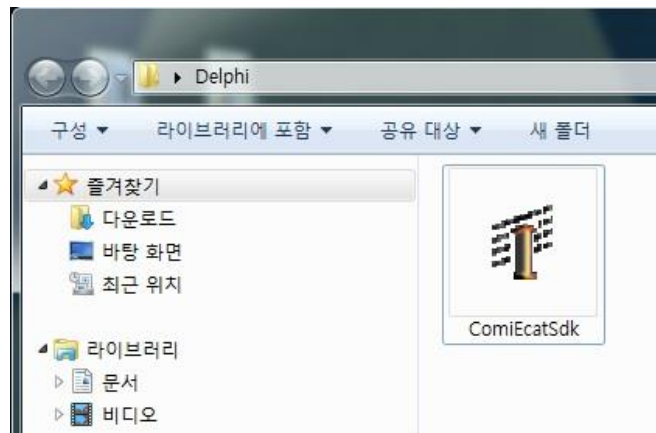 Delphi
구성 라이브러리에 포함 공유 대상 새 폴더
즐겨찾기
다운로드
바탕 화면
최근 위치
라이브러리
문서
비디오
ComiEcatSdk